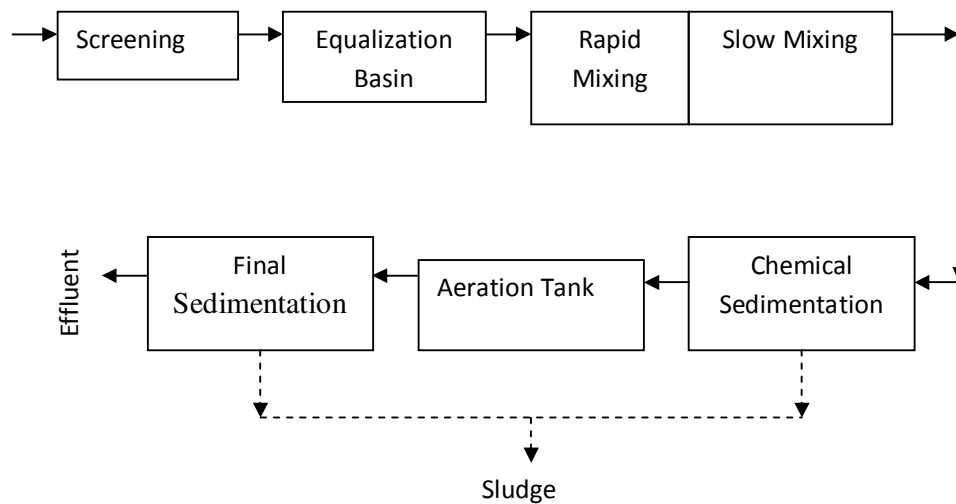 Screening
Equalization
Basin
Rapid
Mixing
Slow Mixing
Effluent
Final
Sedimentation
Aeration Tank
Chemical
Sedimentation
Sludge